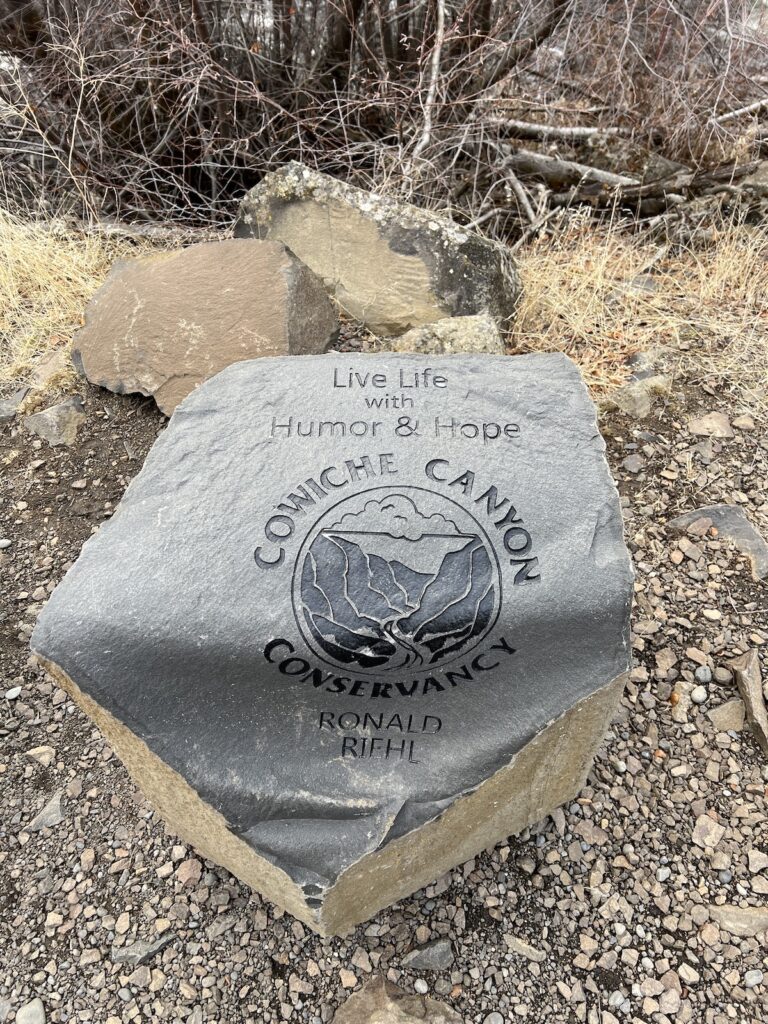 Live Life
with
Humor & Hope
COWICHE CANYON
CONSERVANCY
RONALD
RIEHL